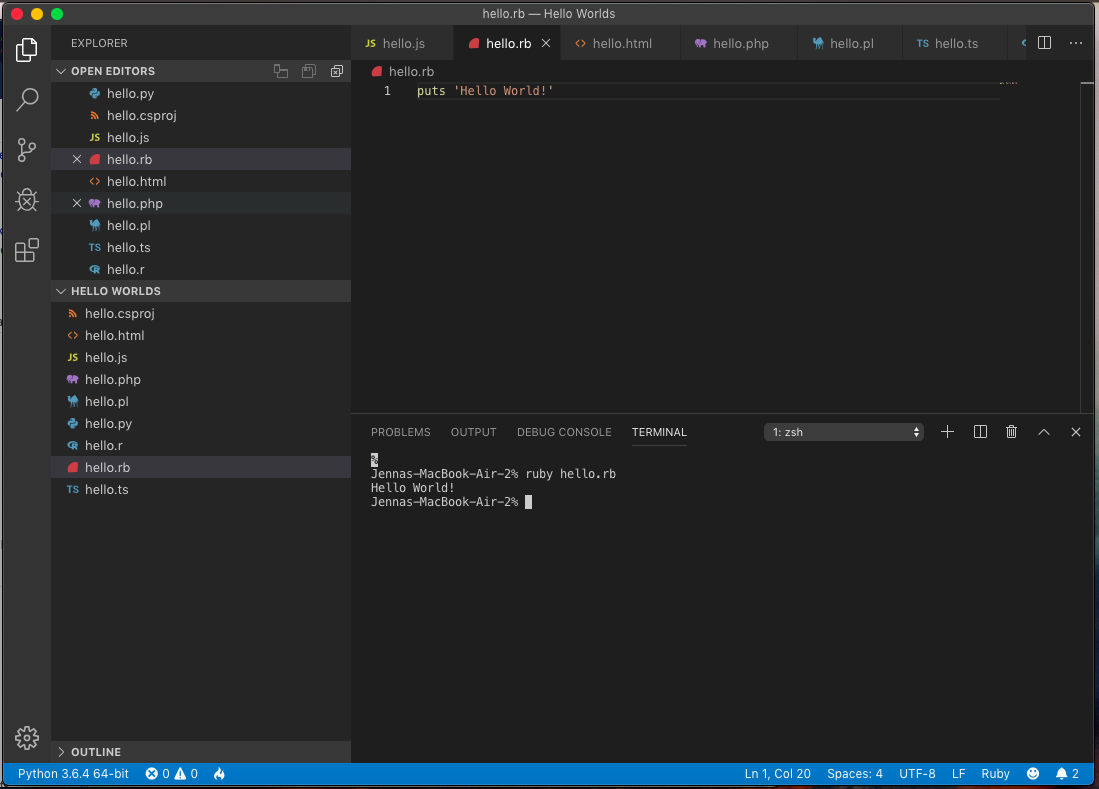 hello.rb — Hello Worlds
EXPLORER
OPEN EDITORS
hello.py
hello.csproj
JS hello.js
hello.rb
hello.html
hello.php
hello.pl
TS hello.ts
hello.r
HELLO WORLDS
hello.csproj
hello.html
JS hello.js
hello.php
hello.pl
hello.py
hello.r
hello.rb
TS hello.ts
OUTLINE
JS hello.js hello.rb hello.html hello.php hello.pl TS hello.ts
hello.rb
1 puts 'Hello World!'
PROBLEMS OUTPUT DEBUG CONSOLE TERMINAL 1: zsh
%
Jennas-MacBook-Air-2% ruby hello.rb
Hello World!
Jennas-MacBook-Air-2%
Python 3.6.4 64-bit 0 0 Ln 1, Col 20 Spaces: 4 UTF-8 LF Ruby 2